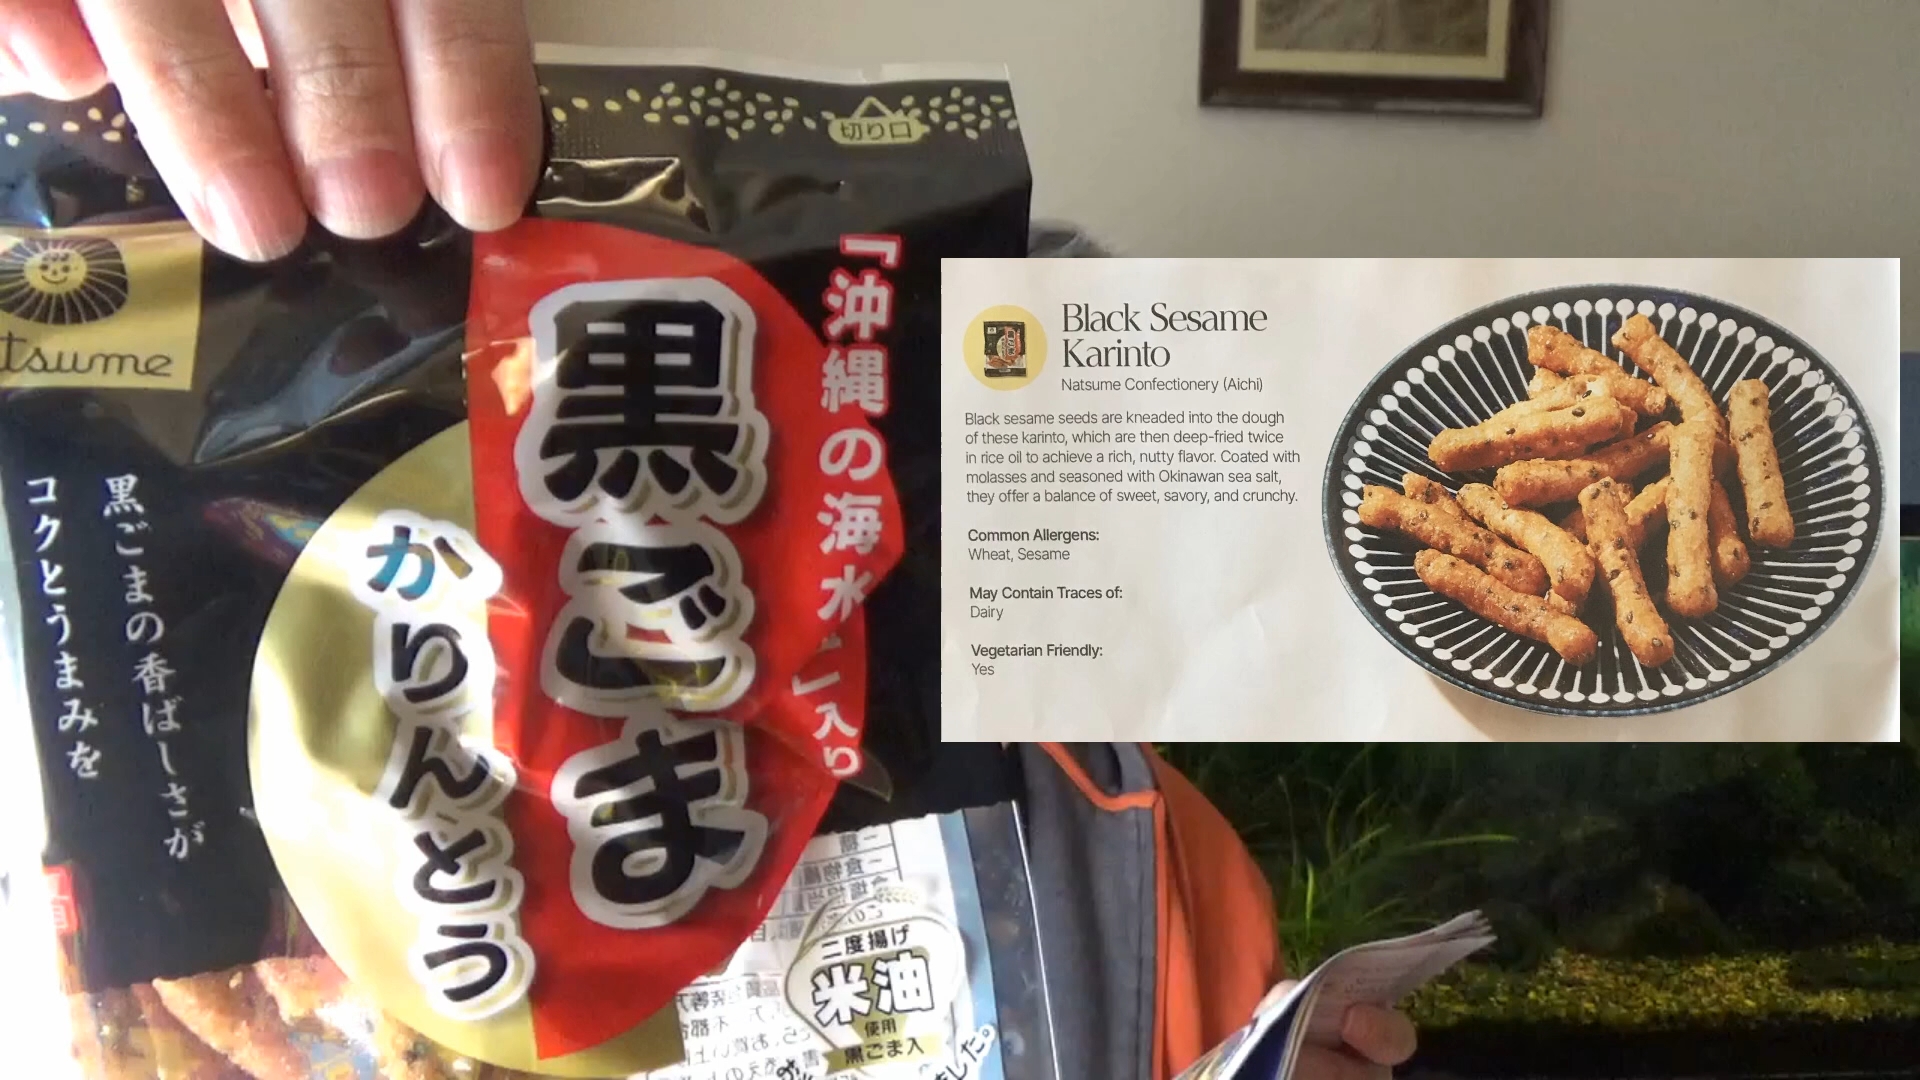 切り口
tsume
『沖縄の海水』入り
黒ごま
かりんとう
黒ごまの香ばしさが
コクとうまみを
二度揚げ
米油
使用
黒ごま入
した。
Black Sesame
Karinto
Natsume Confectionery (Aichi)
Black sesame seeds are kneaded into the dough
of these karinto, which are then deep-fried twice
in rice oil to achieve a rich, nutty flavor. Coated with
molasses and seasoned with Okinawan sea salt,
they offer a balance of sweet, savory, and crunchy.
Common Allergens:
Wheat, Sesame
May Contain Traces of:
Dairy
Vegetarian Friendly:
Yes